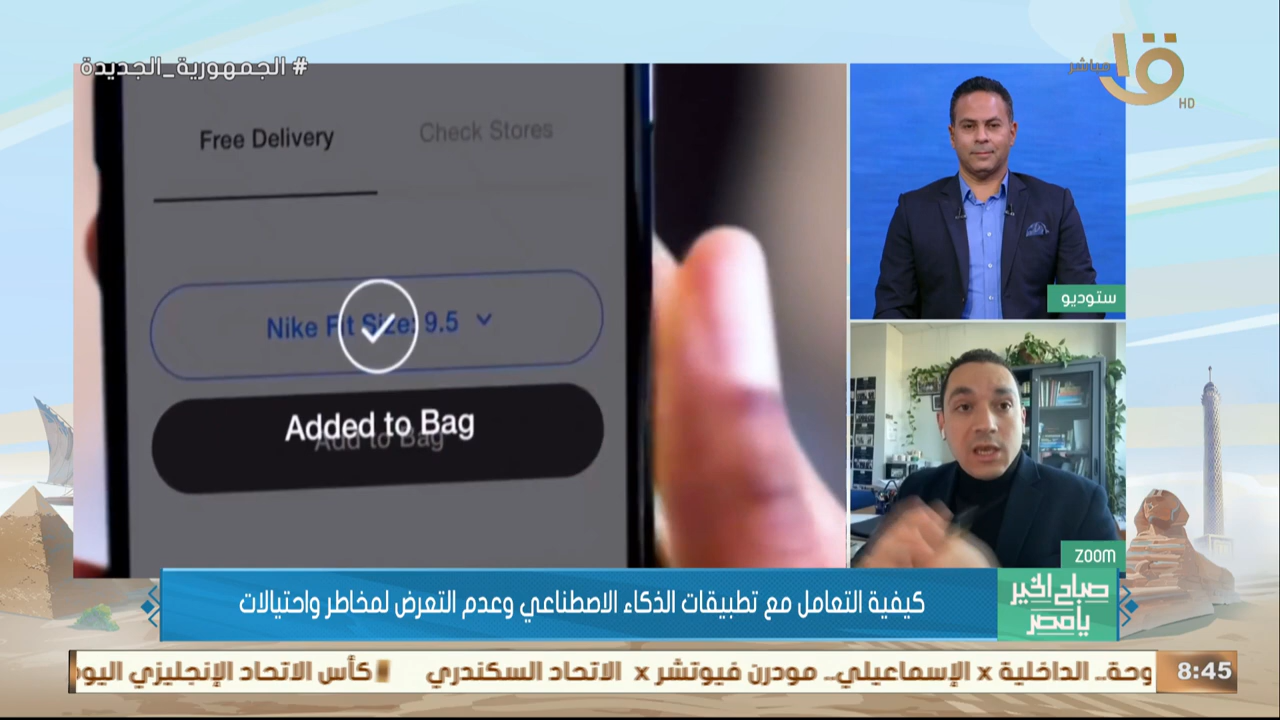 # الجمهورية_الجديدة
مباشر
HD
Free Delivery
Check Stores
Nike Fit Size: 9.5
Added to Bag
Add to Bag
ستوديو
zoom
كيفية التعامل مع تطبيقات الذكاء الاصطناعي وعدم التعرض لمخاطر واحتيالات
صباح الخير
يا مصر
وحة.. الداخلية x الإسماعيلي.. مودرن فيوتشر x الاتحاد السكندري
كأس الاتحاد الإنجليزي اليو
8:45